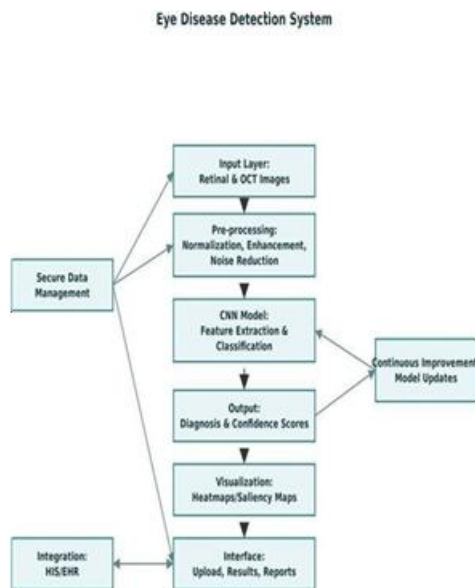 Eye Disease Detection System
Input Layer:
Retinal & OCT Images
Pre-processing:
Normalization, Enhancement,
Noise Reduction
Secure Data
Management
CNN Model:
Feature Extraction &
Classification
Continuous Improvement
Model Updates
Output:
Diagnosis & Confidence Scores
Visualization:
Heatmaps/Saliency Maps
Integration:
HIS/EHR
Interface:
Upload, Results, Reports